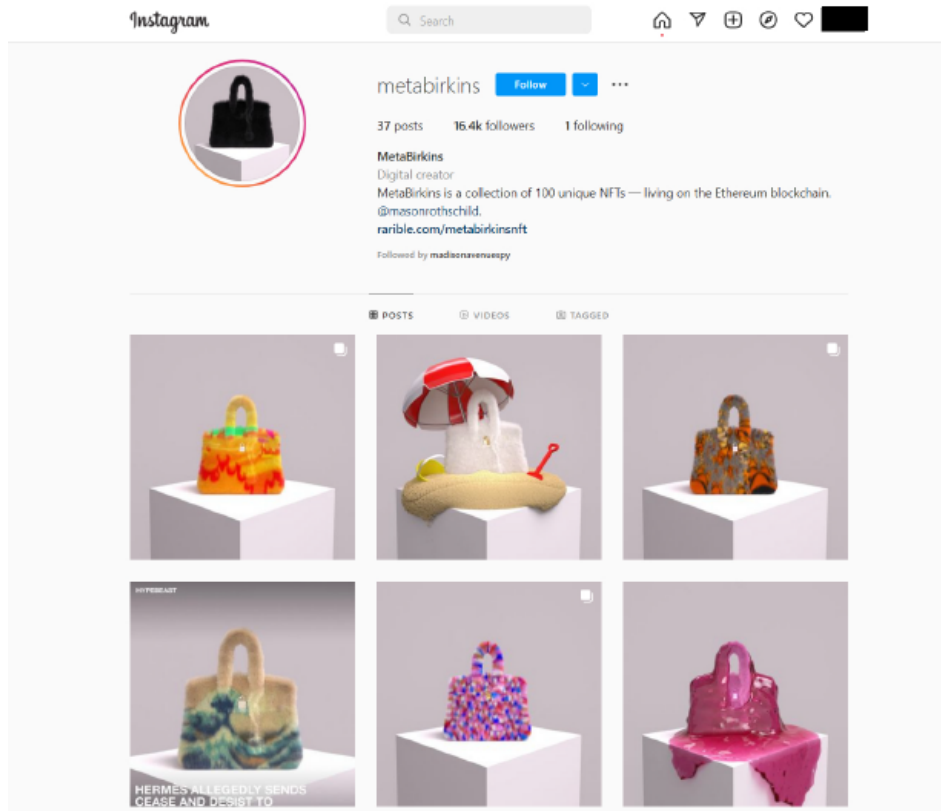 Instagram
Search
metabirkins Follow
37 posts 16.4k followers 1 following
MetaBirkins
Digital creator
MetaBirkins is a collection of 100 unique NFTs — living on the Ethereum blockchain.
@masonrothschild.
rarible.com/metabirkinsnft
Followed by madisonavenuespy
POSTS VIDEOS TAGGED
HYPEBEAST
HERMES ALLEGEDLY SENDS
CEASE AND DESIST TO